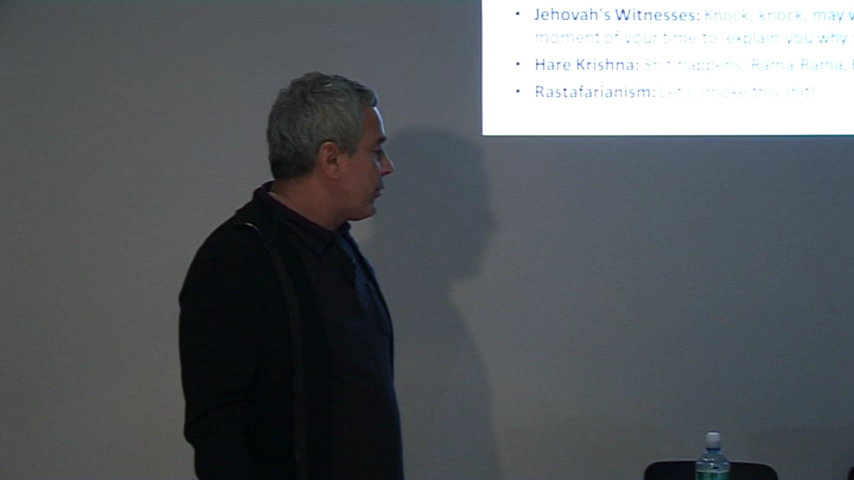 • Jehovah's Witnesses: Knock, knock, may
moment of your time to explain you why
• Hare Krishna: Shit happens, Rama-Rama,
• Rastafarianism: Let's smoke this shit!